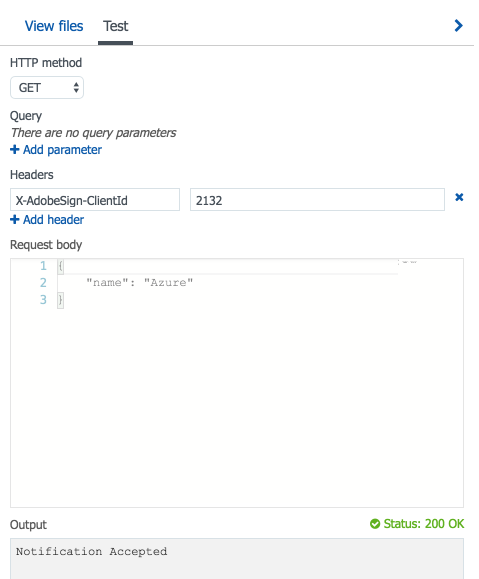 View files Test
HTTP method
GET
Query
There are no query parameters
+ Add parameter
Headers
X-AdobeSign-ClientId 2132
+ Add header
Request body
1 {
2 "name": "Azure"
3 }
Output Status: 200 OK
Notification Accepted